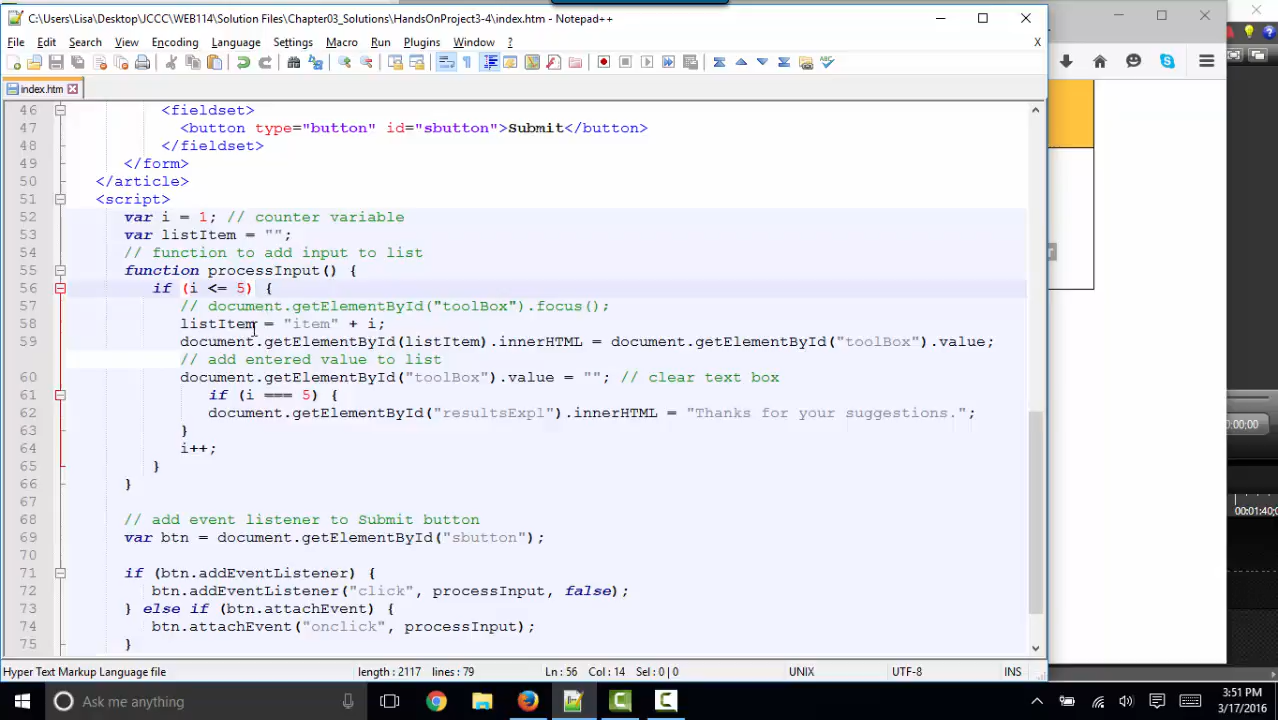 C:\Users\Lisa\Desktop\JCCC\WEB114\Solution Files\Chapter03_Solutions\HandsOnProject3-4\index.htm - Notepad++
File Edit Search View Encoding Language Settings Macro Run Plugins Window ? X
index.htm
46 <fieldset>
47 <button type="button" id="sbutton">Submit</button>
48 </fieldset>
49 </form>
50 </article>
51 <script>
52 var i = 1; // counter variable
53 var listItem = "";
54 // function to add input to list
55 function processInput() {
56 if (i <= 5) {
57 // document.getElementById("toolBox").focus();
58 listItem = "item" + i;
59 document.getElementById(listItem).innerHTML = document.getElementById("toolBox").value;
// add entered value to list
60 document.getElementById("toolBox").value = ""; // clear text box
61 if (i === 5) {
62 document.getElementById("resultsExpl").innerHTML = "Thanks for your suggestions.";
63 }
64 i++;
65 }
66 }
67
68 // add event listener to Submit button
69 var btn = document.getElementById("sbutton");
70
71 if (btn.addEventListener) {
72 btn.addEventListener("click", processInput, false);
73 } else if (btn.attachEvent) {
74 btn.attachEvent("onclick", processInput);
75 }
Hyper Text Markup Language file length : 2117 lines : 79 Ln : 56 Col : 14 Sel : 0 | 0 UNIX UTF-8 INS
Ask me anything
3:51 PM
3/17/2016